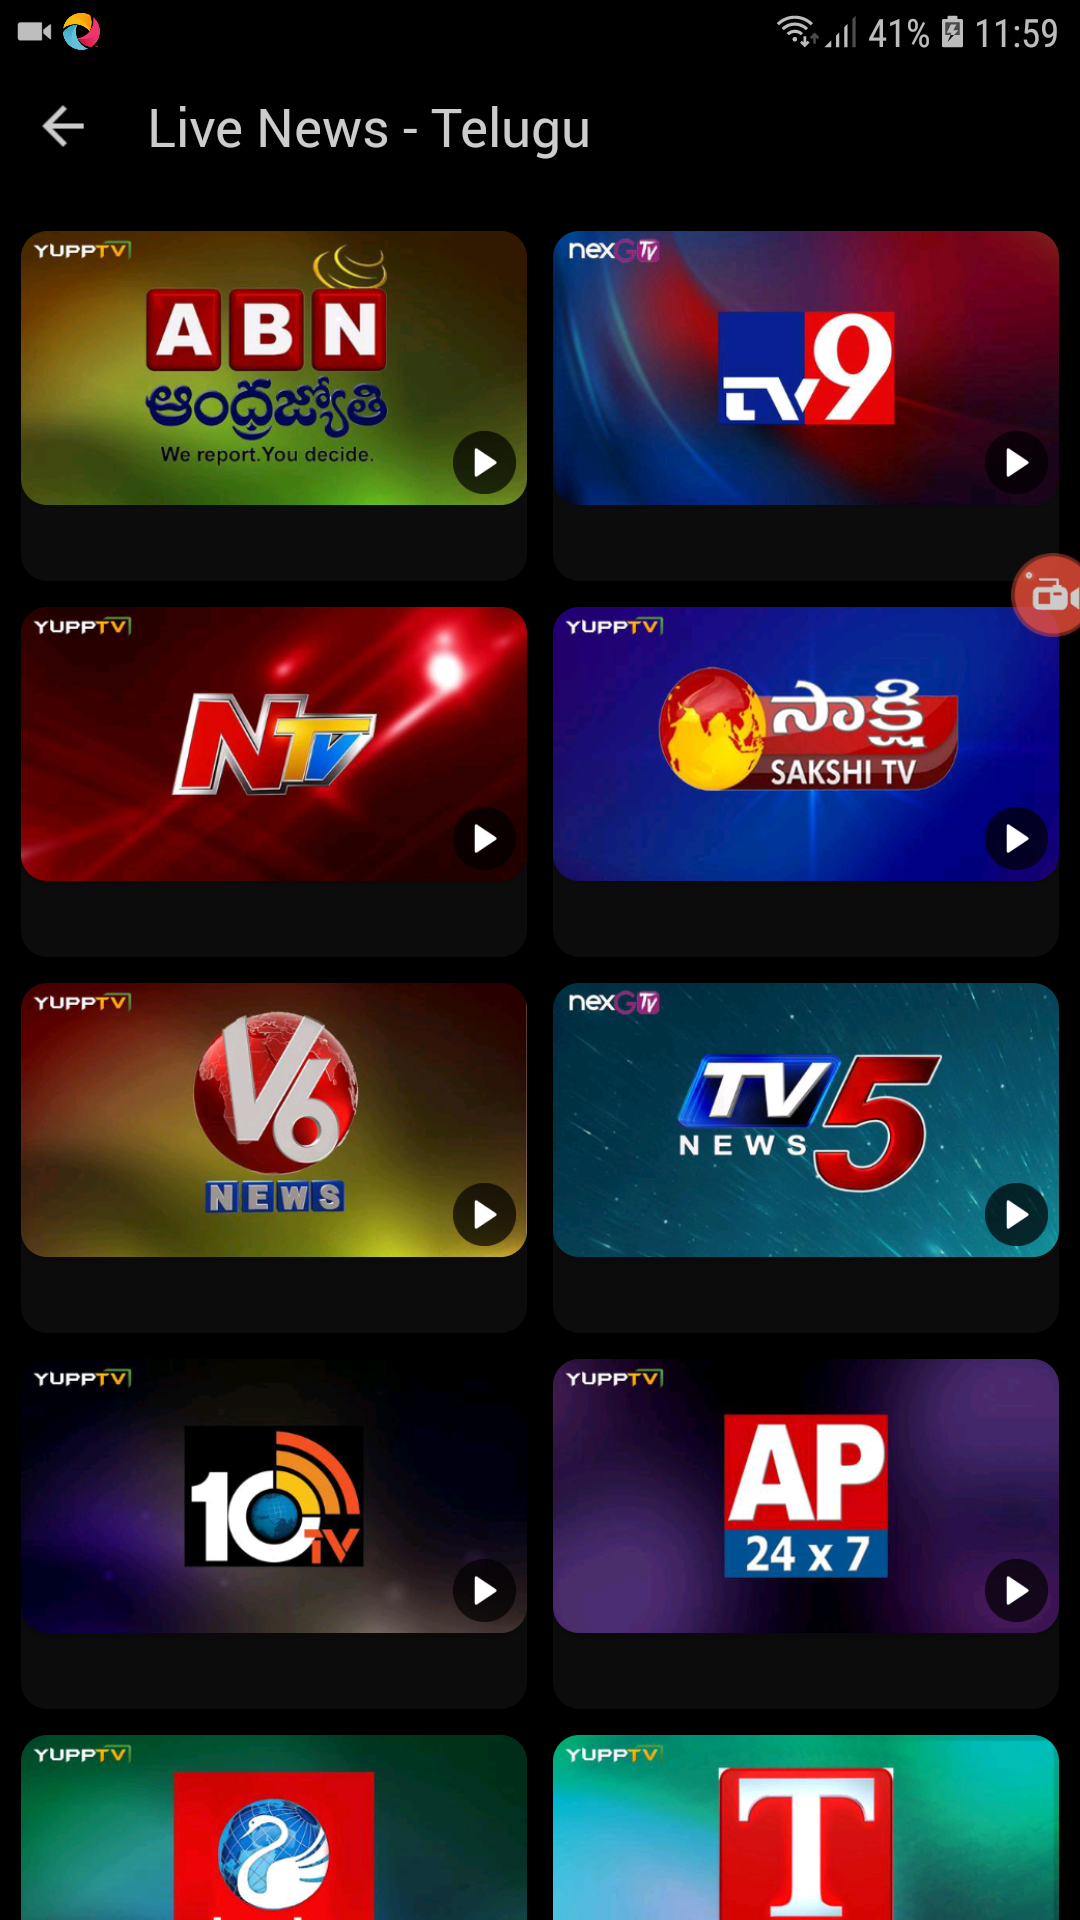 41% 11:59
Live News - Telugu
YUPPTV
ABN
ఆంధ్రజ్యోతి
We report.You decide.
nexGTv
TV9
YUPPTV
NTV
YUPPTV
సాక్షి
SAKSHI TV
YUPPTV
V6
NEWS
nexGTv
TV5
NEWS
YUPPTV
10TV
YUPPTV
AP
24 x 7
YUPPTV
YUPPTV
T